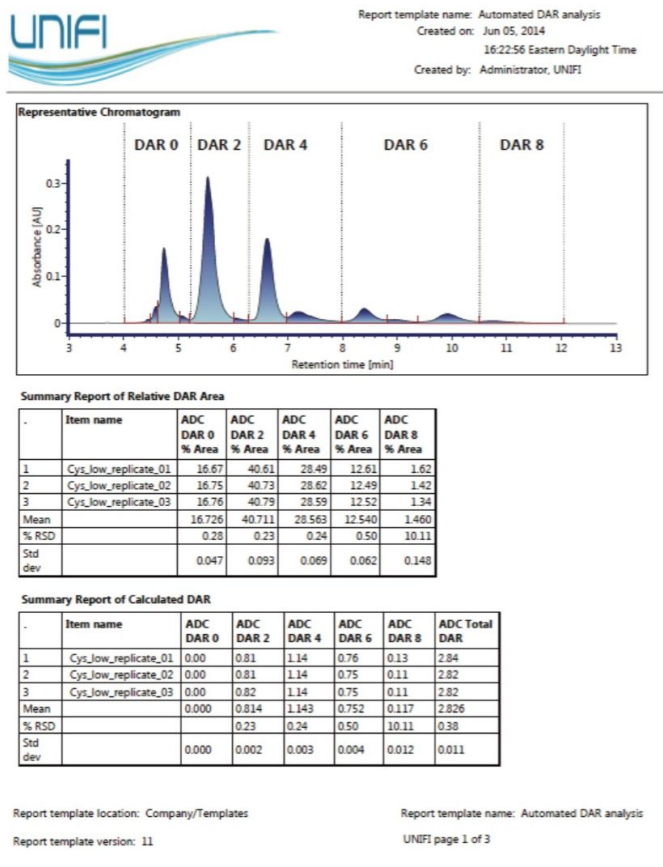 UNIFI
Report template name: Automated DAR analysis
Created on: Jun 05, 2014
16:22:56 Eastern Daylight Time
Created by: Administrator, UNIFI
Representative Chromatogram
DAR 0 DAR 2 DAR 4 DAR 6 DAR 8
Absorbance [AU]
0.3
0.2
0.1
0
3 4 5 6 7 8 9 10 11 12 13
Retention time [min]
Summary Report of Relative DAR Area
. Item name ADC DAR 0 % Area ADC DAR 2 % Area ADC DAR 4 % Area ADC DAR 6 % Area ADC DAR 8 % Area
1 Cys_low_replicate_01 16.67 40.61 28.49 12.61 1.62
2 Cys_low_replicate_02 16.75 40.73 28.62 12.49 1.42
3 Cys_low_replicate_03 16.76 40.79 28.59 12.52 1.34
Mean 16.726 40.711 28.563 12.540 1.460
% RSD 0.28 0.23 0.24 0.50 10.11
Std dev 0.047 0.093 0.069 0.062 0.148
Summary Report of Calculated DAR
. Item name ADC DAR 0 ADC DAR 2 ADC DAR 4 ADC DAR 6 ADC DAR 8 ADC Total DAR
1 Cys_low_replicate_01 0.00 0.81 1.14 0.76 0.13 2.84
2 Cys_low_replicate_02 0.00 0.81 1.14 0.75 0.11 2.82
3 Cys_low_replicate_03 0.00 0.82 1.14 0.75 0.11 2.82
Mean 0.000 0.814 1.143 0.752 0.117 2.826
% RSD 0.23 0.24 0.50 10.11 0.38
Std dev 0.000 0.002 0.003 0.004 0.012 0.011
Report template location: Company/Templates
Report template name: Automated DAR analysis
Report template version: 11
UNIFI page 1 of 3